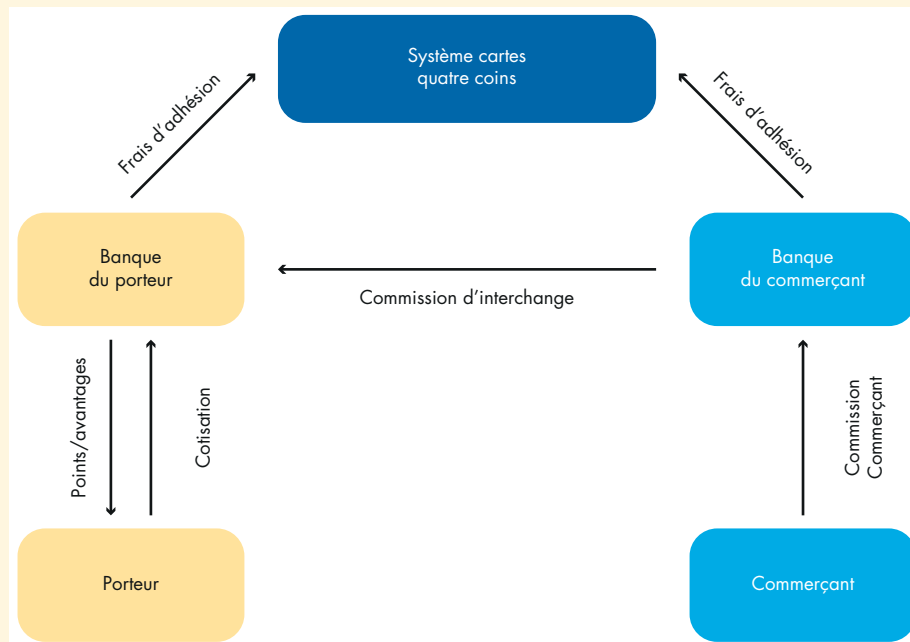 Système cartes
quatre coins
Frais d'adhésion
Frais d'adhésion
Banque
du porteur
Banque
du commerçant
Commission d'interchange
Points/avantages
Cotisation
Commission
Commerçant
Porteur
Commerçant